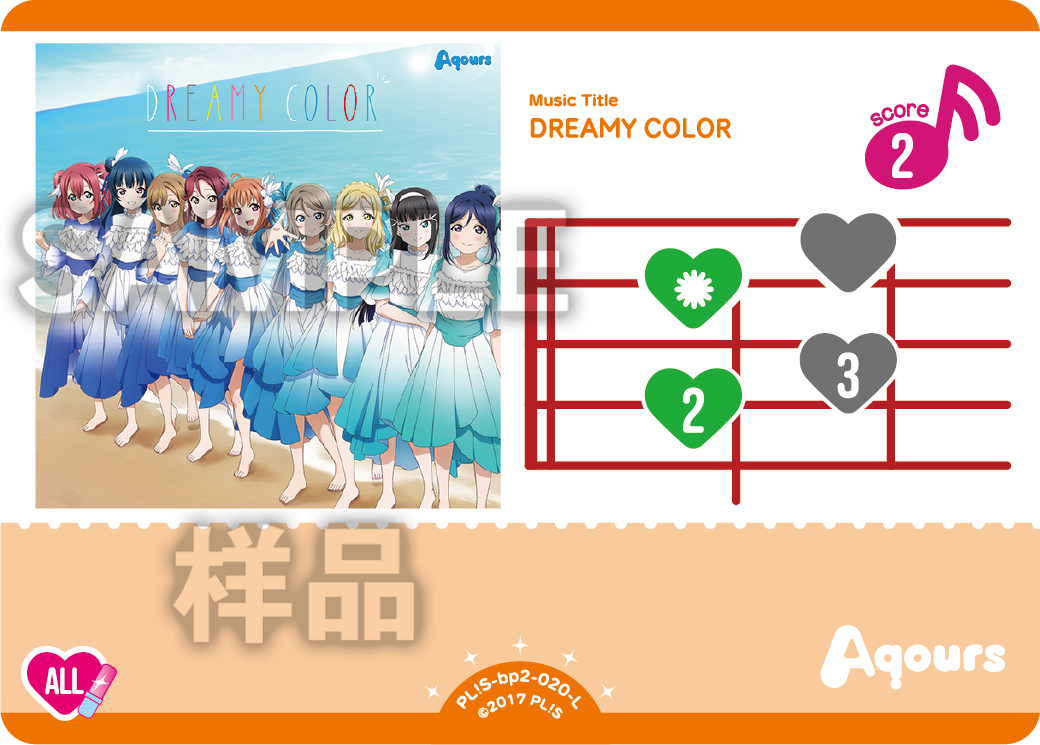 Aqours
DREAMY COLOR
Music Title
DREAMY COLOR
score
2
2
3
SAMPLE
样品
ALL
PL!S-bp2-020-L
©2017 PL!S
Aqours